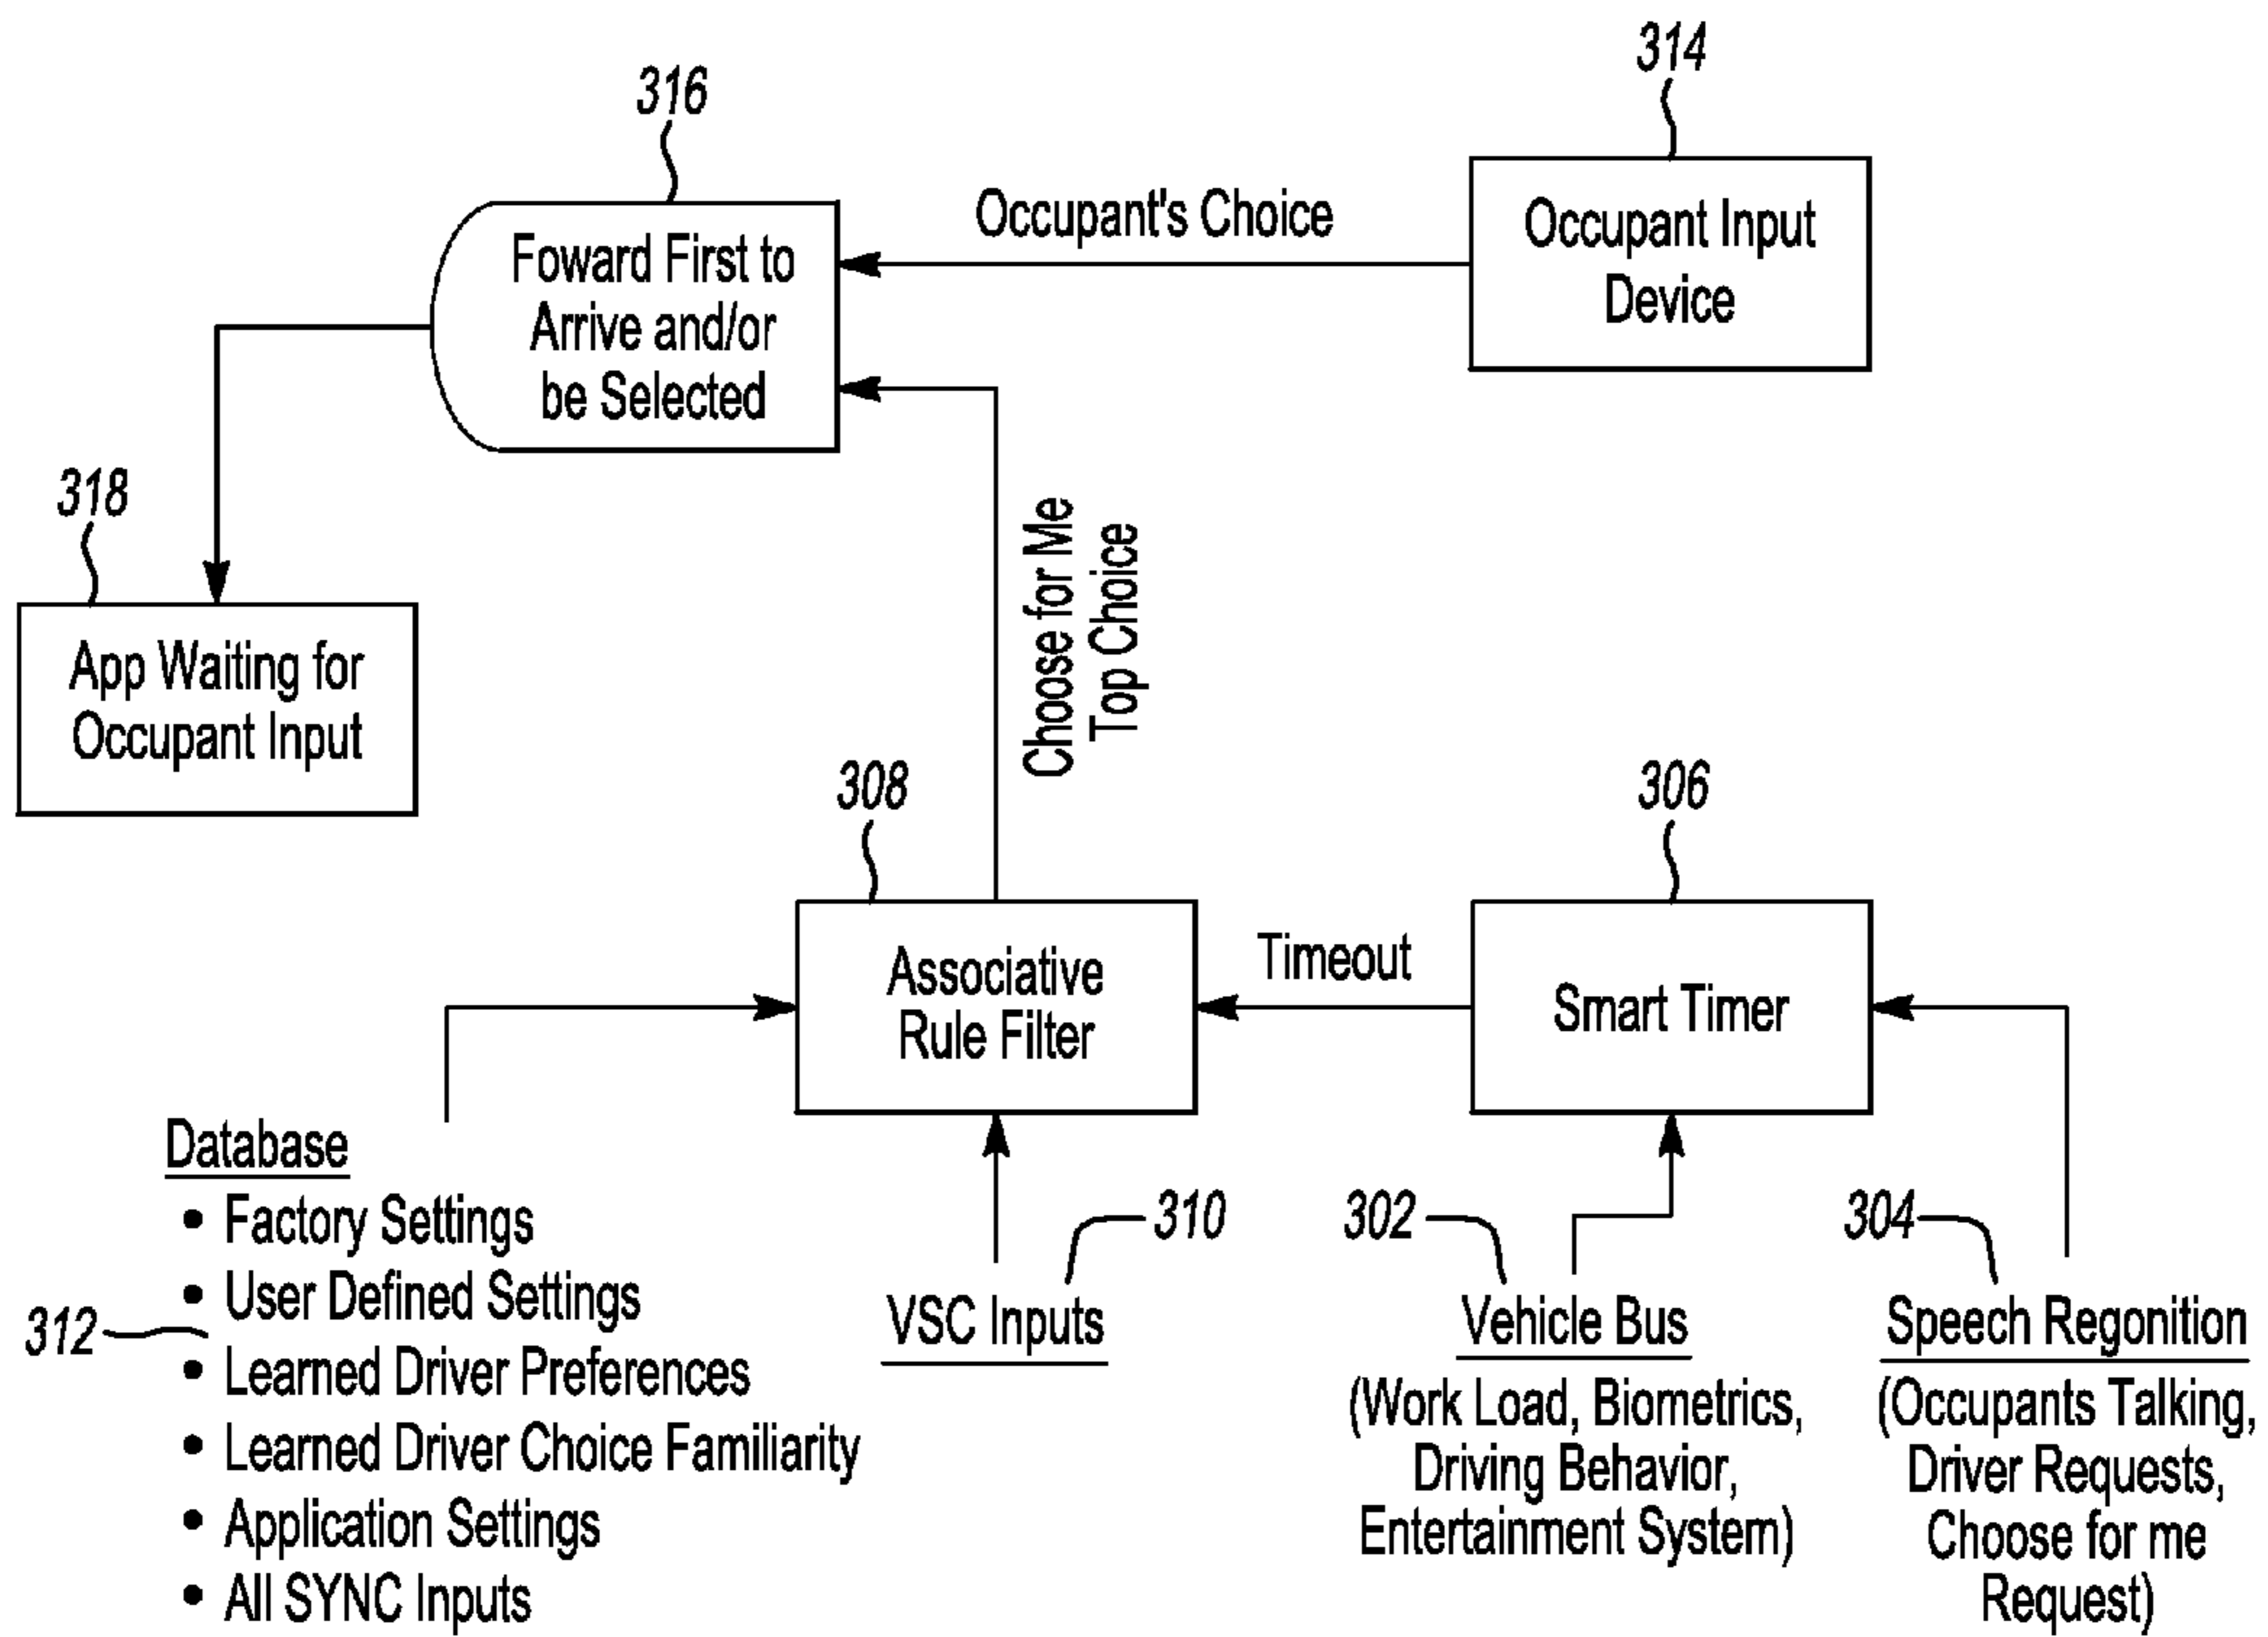 314
316
Occupant's Choice
Occupant Input
Device
Foward First to
Arrive and/or
be Selected
318
App Waiting for
Occupant Input
Choose for Me
Top Choice
308
306
Associative
Rule Filter
Timeout
Smart Timer
Database
• Factory Settings
• User Defined Settings
• Learned Driver Preferences
• Learned Driver Choice Familiarity
• Application Settings
• All SYNC Inputs
312
310
VSC Inputs
302
Vehicle Bus
(Work Load, Biometrics,
Driving Behavior,
Entertainment System)
304
Speech Regonition
(Occupants Talking,
Driver Requests,
Choose for me
Request)